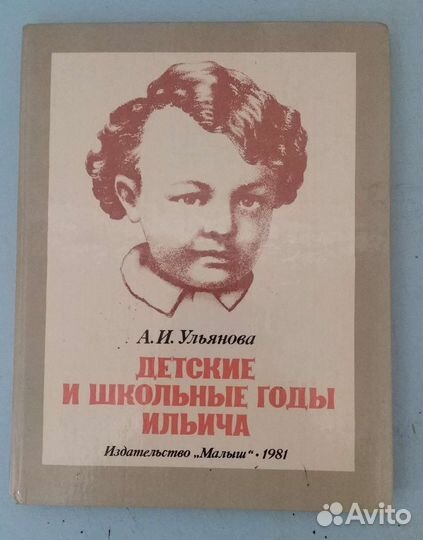 А. И. Ульянова
ДЕТСКИЕ
И ШКОЛЬНЫЕ ГОДЫ
ИЛЬИЧА
Издательство „Малыш“ • 1981
Avito